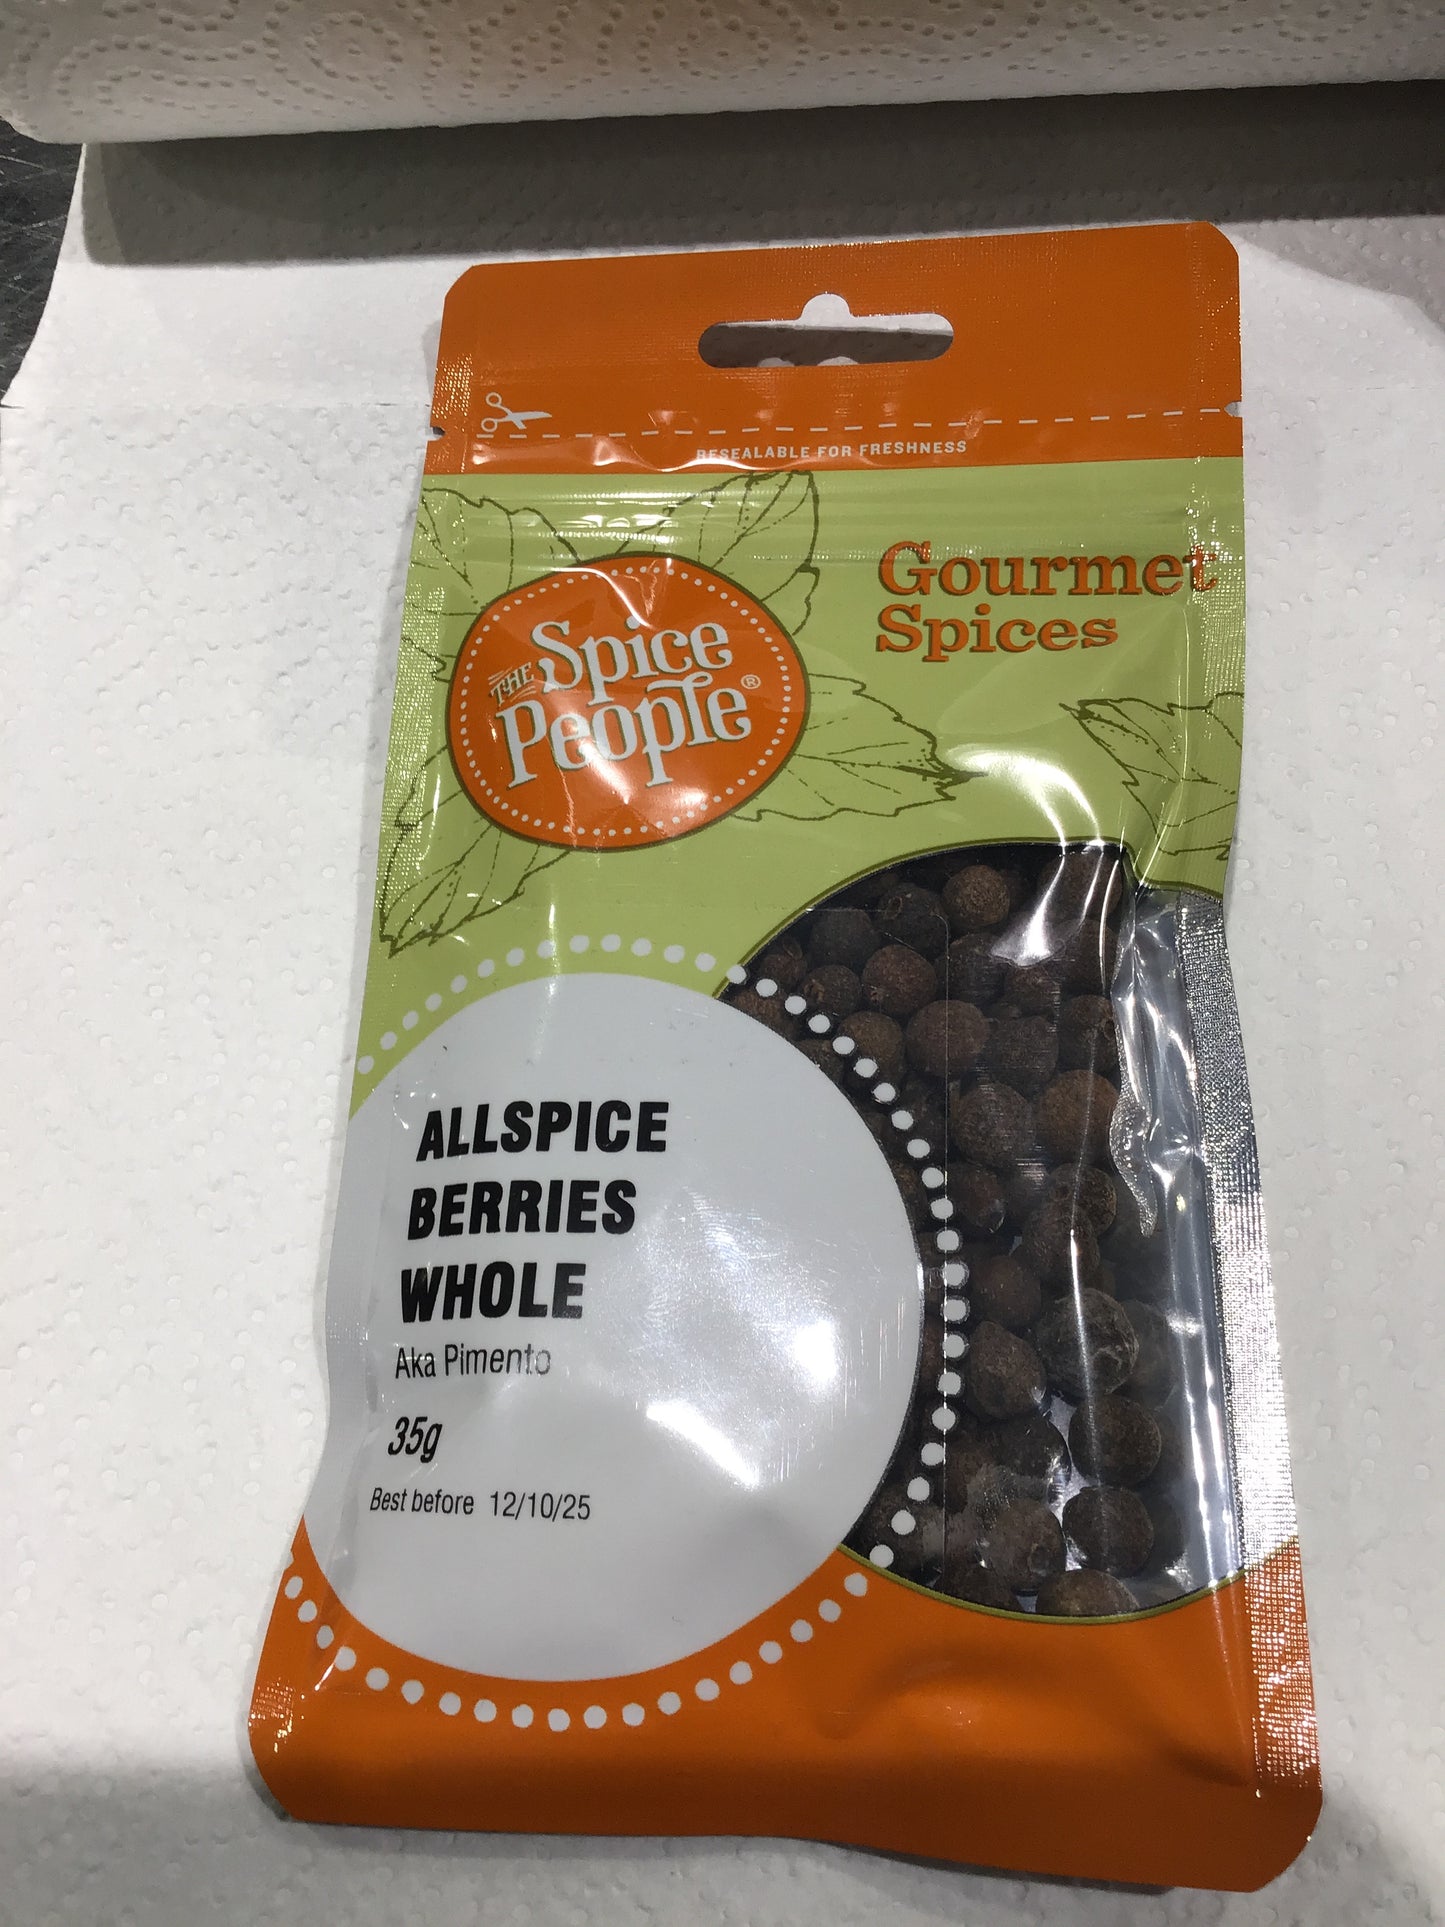 RESEALABLE FOR FRESHNESS
Gourmet
Spices
THE Spice
People®
ALLSPICE
BERRIES
WHOLE
Aka Pimento
35g
Best before 12/10/25